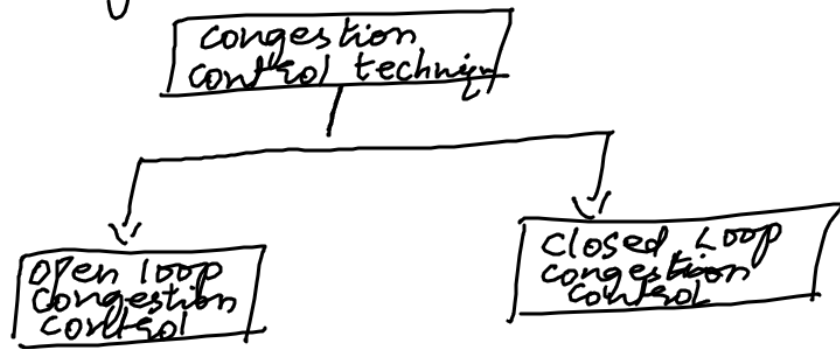 congestion
control techniq
open loop
congestion
control
closed Loop
congestion
control